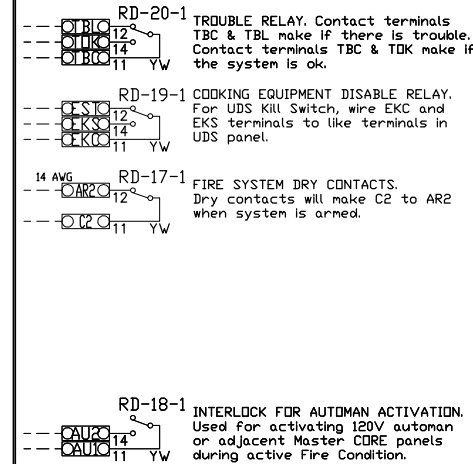 RD-20-1 TROUBLE RELAY. Contact terminals
TBL 12 TBC & TBL make if there is trouble.
TOK 14 Contact terminals TBC & TOK make if
TBC 11 YW the system is ok.
RD-19-1 COOKING EQUIPMENT DISABLE RELAY.
EST 12 For UDS Kill Switch, wire EKC and
EKS 14 EKS terminals to like terminals in
EKC 11 YW UDS panel.
14 AWG RD-17-1 FIRE SYSTEM DRY CONTACTS.
AR2 12 Dry contacts will make C2 to AR2
when system is armed.
C2 11 YW
RD-18-1 INTERLOCK FOR AUTOMAN ACTIVATION.
Used for activating 120V automan
AU2 14 or adjacent Master CORE panels
AU1 11 YW during active Fire Condition.